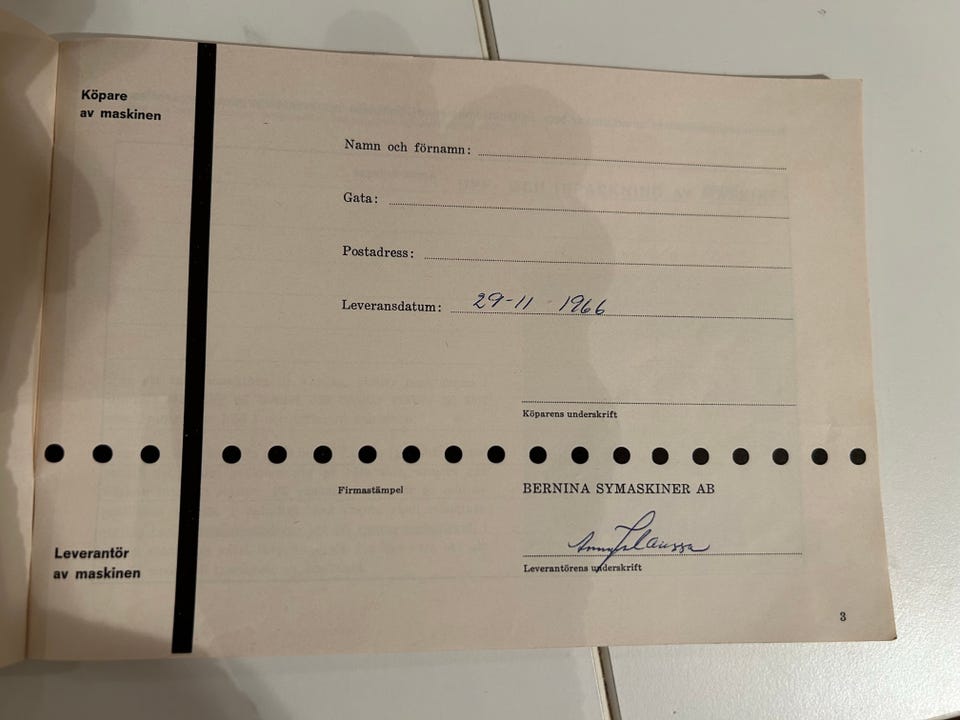 Köpare
av maskinen
Namn och förnamn:
Gata:
Postadress:
Leveransdatum: 29-11 1966
Köparens underskrift
Firmastämpel
BERNINA SYMASKINER AB
Leverantör
av maskinen
Leverantörens underskrift
3